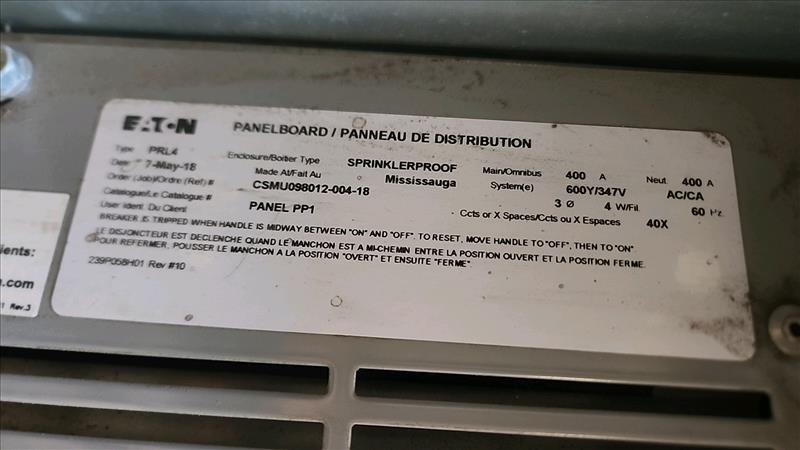 EATON PANELBOARD / PANNEAU DE DISTRIBUTION
Type PRL4 Enclosure/Boitier Type SPRINKLERPROOF Main/Omnibus 400 A Neut. 400 A
Date 7-May-18 Made At/Fait Au Mississauga System(e) 600Y/347V AC/CA
Order (Job)/Ordre (Ref) # CSMU098012-004-18 3 Ø 4 W/Fil. 60 Hz.
Catalogue/Le Catalogue #
User Ident. Du Client PANEL PP1 Ccts or X Spaces/Ccts ou X Espaces 40X
BREAKER IS TRIPPED WHEN HANDLE IS MIDWAY BETWEEN "ON" AND "OFF". TO RESET, MOVE HANDLE TO "OFF", THEN TO "ON".
LE DISJONCTEUR EST DECLENCHE QUAND LE MANCHON EST A MI-CHEMIN ENTRE LA POSITION OUVERT ET LA POSITION FERME.
POUR REFERMER, POUSSER LE MANCHON A LA POSITION "OVERT" ET ENSUITE "FERME".
239P058H01 Rev #10
ients:
.com
1 Rev.3